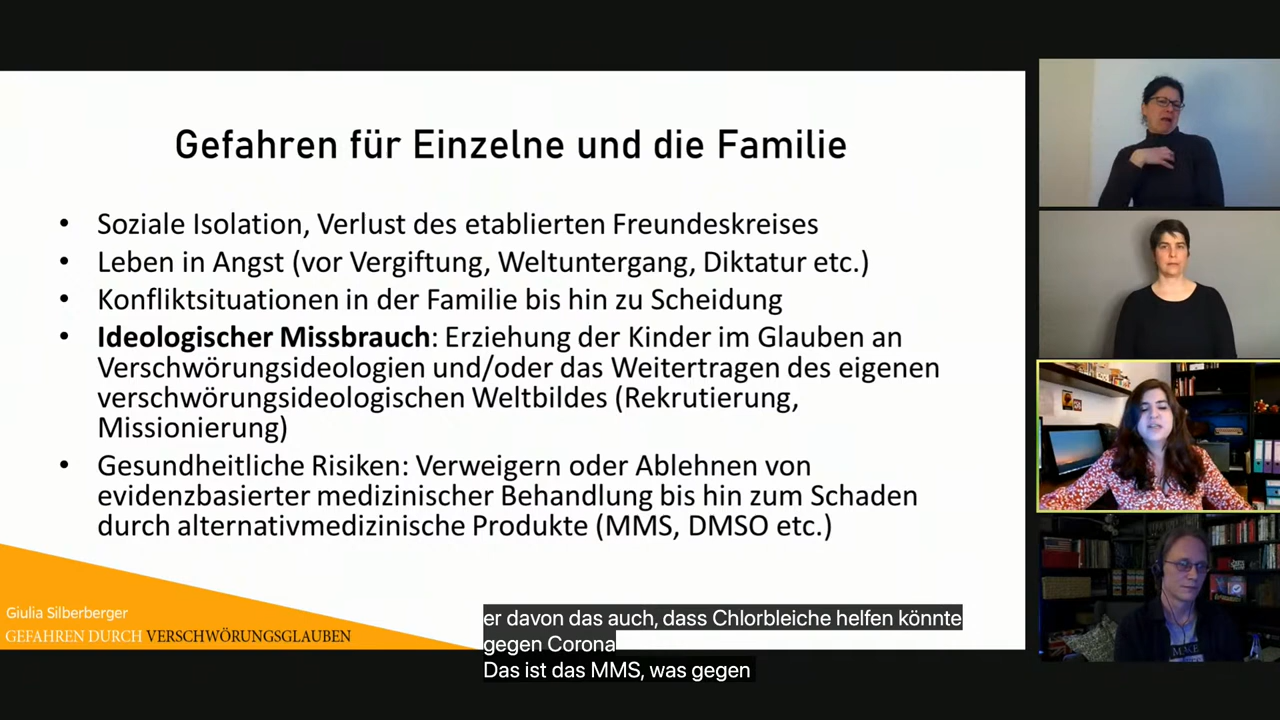 Gefahren für Einzelne und die Familie
• Soziale Isolation, Verlust des etablierten Freundeskreises
• Leben in Angst (vor Vergiftung, Weltuntergang, Diktatur etc.)
• Konfliktsituationen in der Familie bis hin zu Scheidung
• Ideologischer Missbrauch: Erziehung der Kinder im Glauben an
Verschwörungsideologien und/oder das Weitertragen des eigenen
verschwörungsideologischen Weltbildes (Rekrutierung,
Missionierung)
• Gesundheitliche Risiken: Verweigern oder Ablehnen von
evidenzbasierter medizinischer Behandlung bis hin zum Schaden
durch alternativmedizinische Produkte (MMS, DMSO etc.)
Giulia Silberberger
GEFAHREN DURCH VERSCHWÖRUNGSGLAUBEN
er davon das auch, dass Chlorbleiche helfen könnte
gegen Corona
Das ist das MMS, was gegen